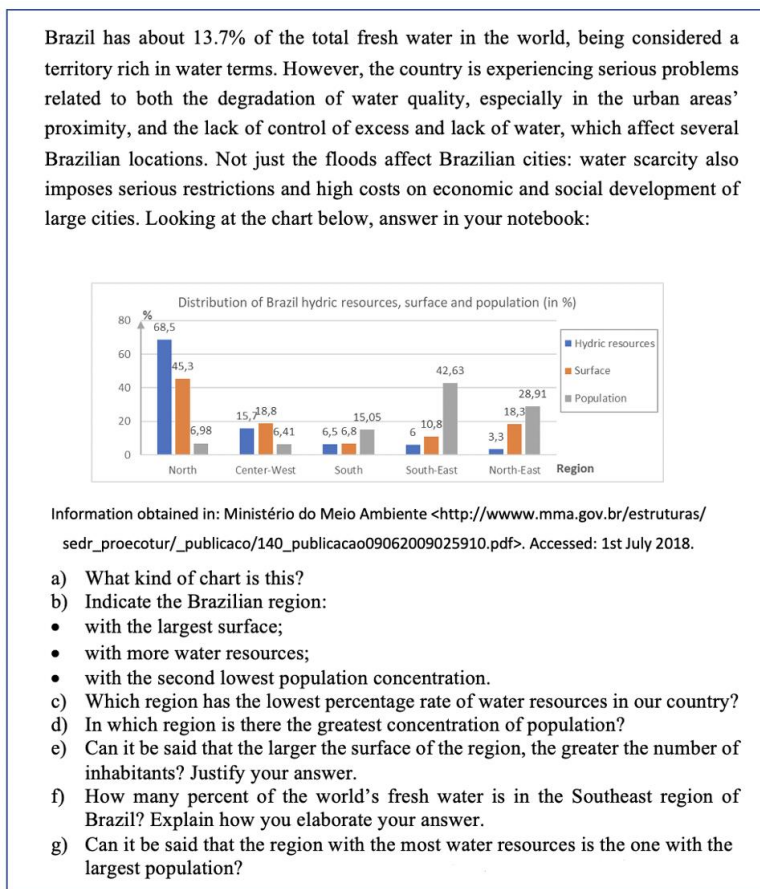 Brazil has about 13.7% of the total fresh water in the world, being considered a
territory rich in water terms. However, the country is experiencing serious problems
related to both the degradation of water quality, especially in the urban areas’
proximity, and the lack of control of excess and lack of water, which affect several
Brazilian locations. Not just the floods affect Brazilian cities: water scarcity also
imposes serious restrictions and high costs on economic and social development of
large cities. Looking at the chart below, answer in your notebook:
Distribution of Brazil hydric resources, surface and population (in %)
%
80
60
40
20
0
68,5
45,3
6,98
15,7
18,8
6,41
6,5
6,8
15,05
6
10,8
42,63
3,3
18,3
28,91
North
Center-West
South
South-East
North-East
Region
Hydric resources
Surface
Population
Information obtained in: Ministério do Meio Ambiente <http://wwww.mma.gov.br/estruturas/
sedr_proecotur/_publicaco/140_publicacao09062009025910.pdf>. Accessed: 1st July 2018.
a) What kind of chart is this?
b) Indicate the Brazilian region:
• with the largest surface;
• with more water resources;
• with the second lowest population concentration.
c) Which region has the lowest percentage rate of water resources in our country?
d) In which region is there the greatest concentration of population?
e) Can it be said that the larger the surface of the region, the greater the number of
inhabitants? Justify your answer.
f) How many percent of the world’s fresh water is in the Southeast region of
Brazil? Explain how you elaborate your answer.
g) Can it be said that the region with the most water resources is the one with the
largest population?